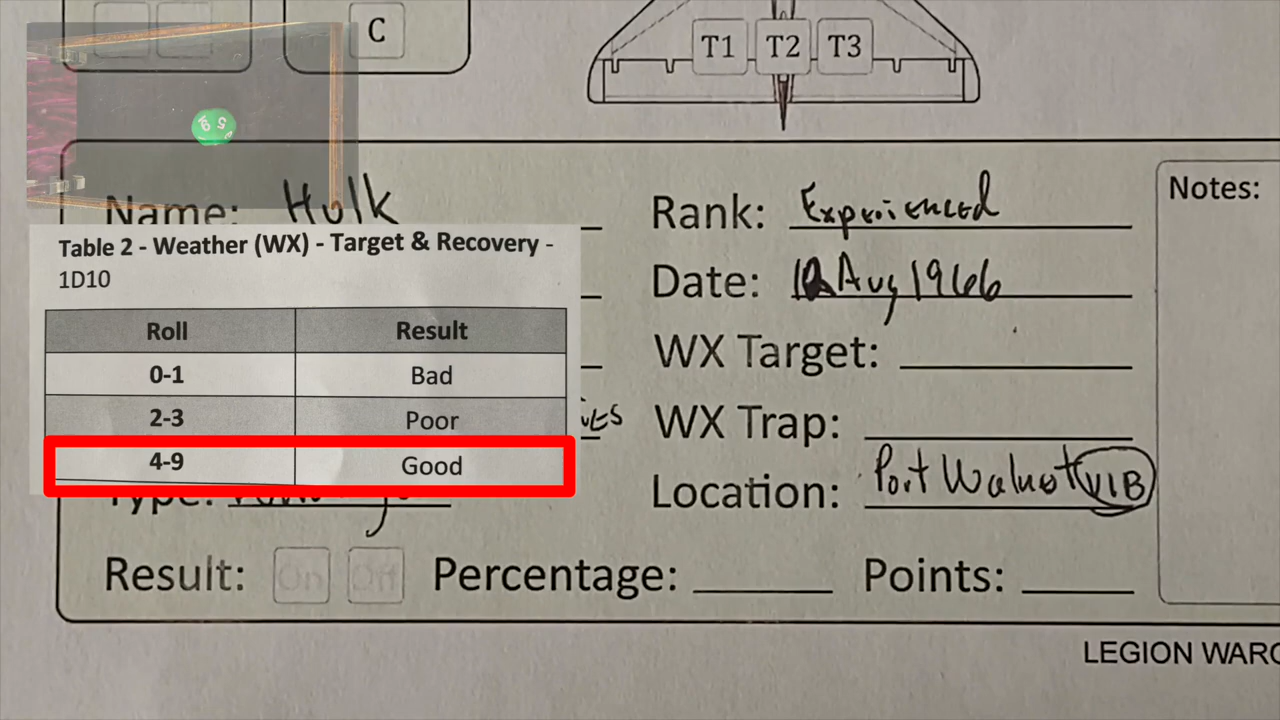 C
T1 T2 T3
5
Name: Hulk
Rank: Experienced
Notes:
Table 2 - Weather (WX) - Target & Recovery -
1D10
Date: Aug 1966
Roll Result
0-1 Bad
2-3 Poor
4-9 Good
WX Target:
WX Trap:
Type:
Location: Port Walnut VIB
Result: On Off Percentage: Points:
LEGION WARG